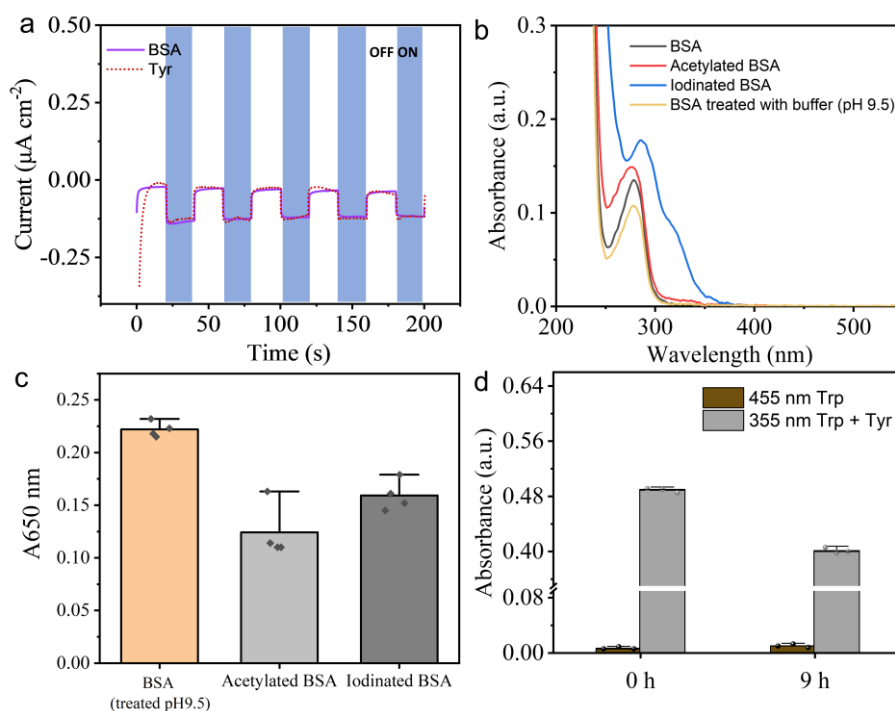 a
BSA
Tyr
OFF ON
0.50
0.25
0.00
-0.25
Current (μA cm⁻²)
0 50 100 150 200
Time (s)
b
BSA
Acetylated BSA
Iodinated BSA
BSA treated with buffer (pH 9.5)
0.3
0.2
0.1
0.0
Absorbance (a.u.)
200 300 400 500
Wavelength (nm)
c
0.25
0.20
0.15
0.10
0.05
0.00
A650 nm
BSA
(treated pH9.5)
Acetylated BSA
Iodinated BSA
d
455 nm Trp
355 nm Trp + Tyr
0.64
0.56
0.48
0.40
0.08
0.00
Absorbance (a.u.)
0 h
9 h